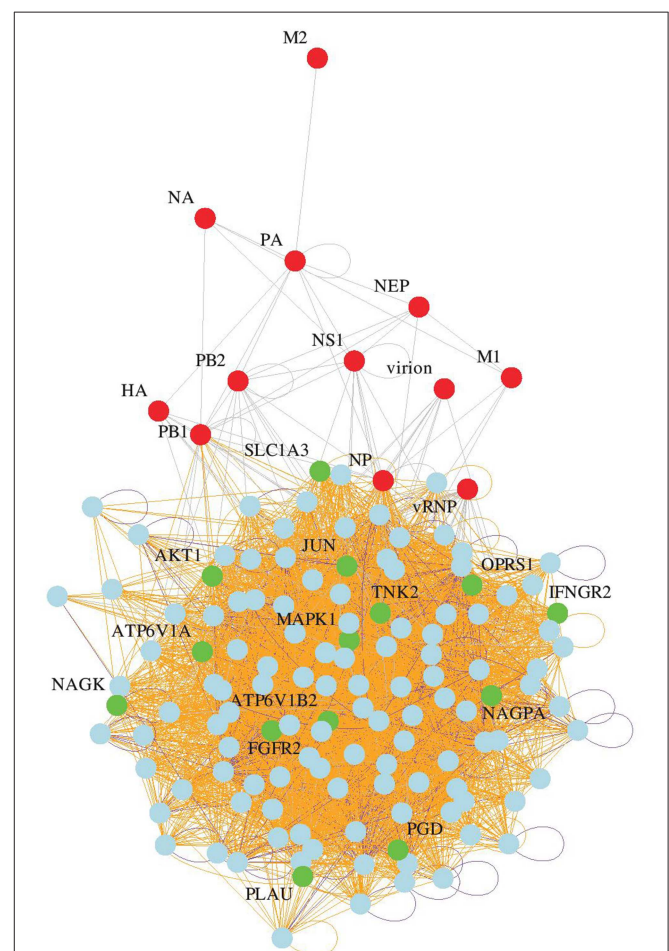 M2
NA
PA
NEP
NS1
PB2
virion
M1
HA
PB1
SLC1A3
NP
vRNP
JUN
AKT1
OPRS1
TNK2
IFNGR2
MAPK1
ATP6V1A
NAGK
ATP6V1B2
NAGPA
FGFR2
PGD
PLAU